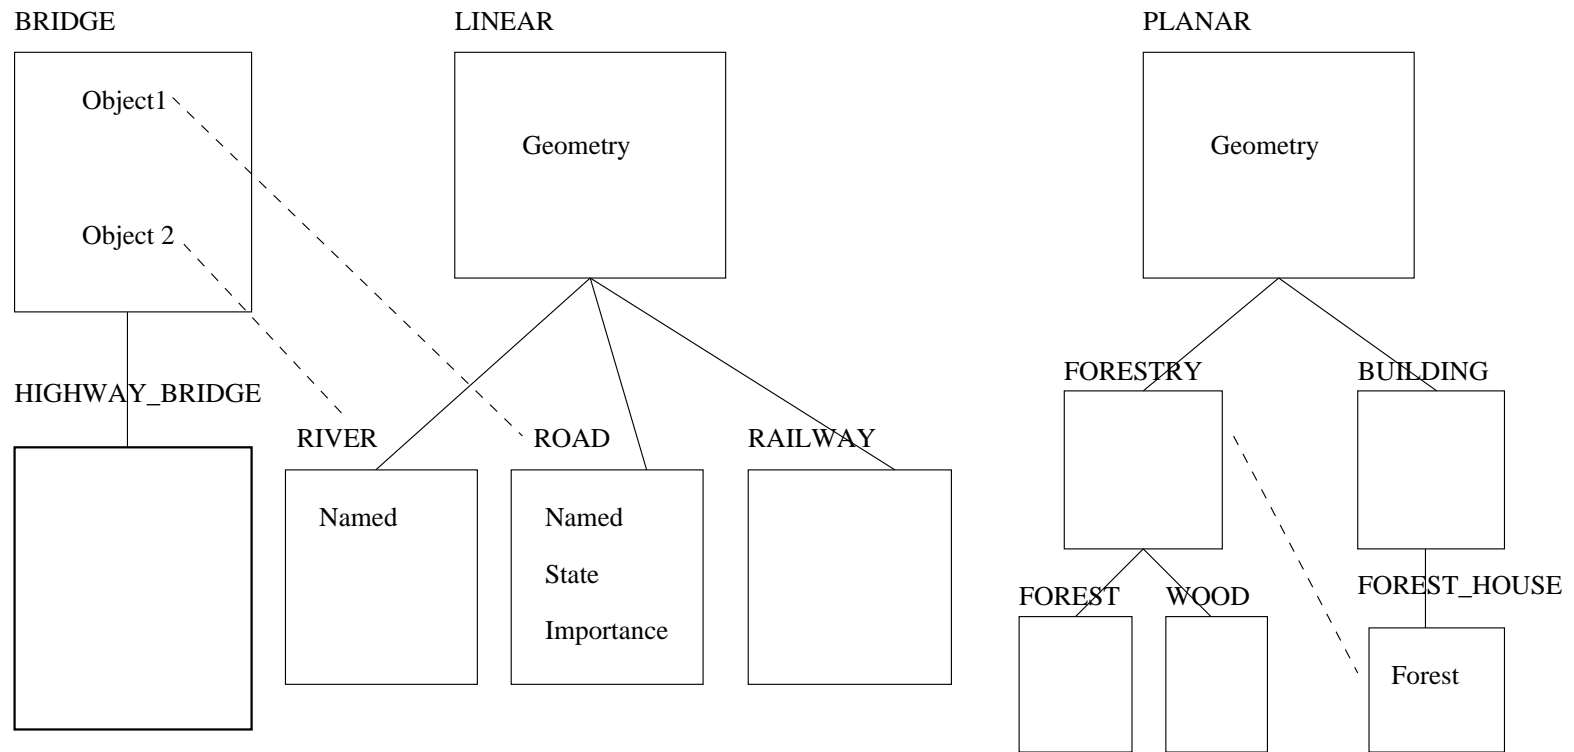 BRIDGE
LINEAR
PLANAR
Object1
Geometry
Geometry
Object 2
FORESTRY
BUILDING
HIGHWAY_BRIDGE
RIVER
ROAD
RAILWAY
Named
Named
State
Importance
FOREST
WOOD
FOREST_HOUSE
Forest